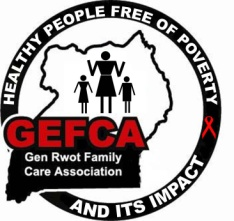 HEALTHY PEOPLE FREE OF POVERTY
GEFCA
Gen Rwot Family
Care Association
AND ITS IMPACT